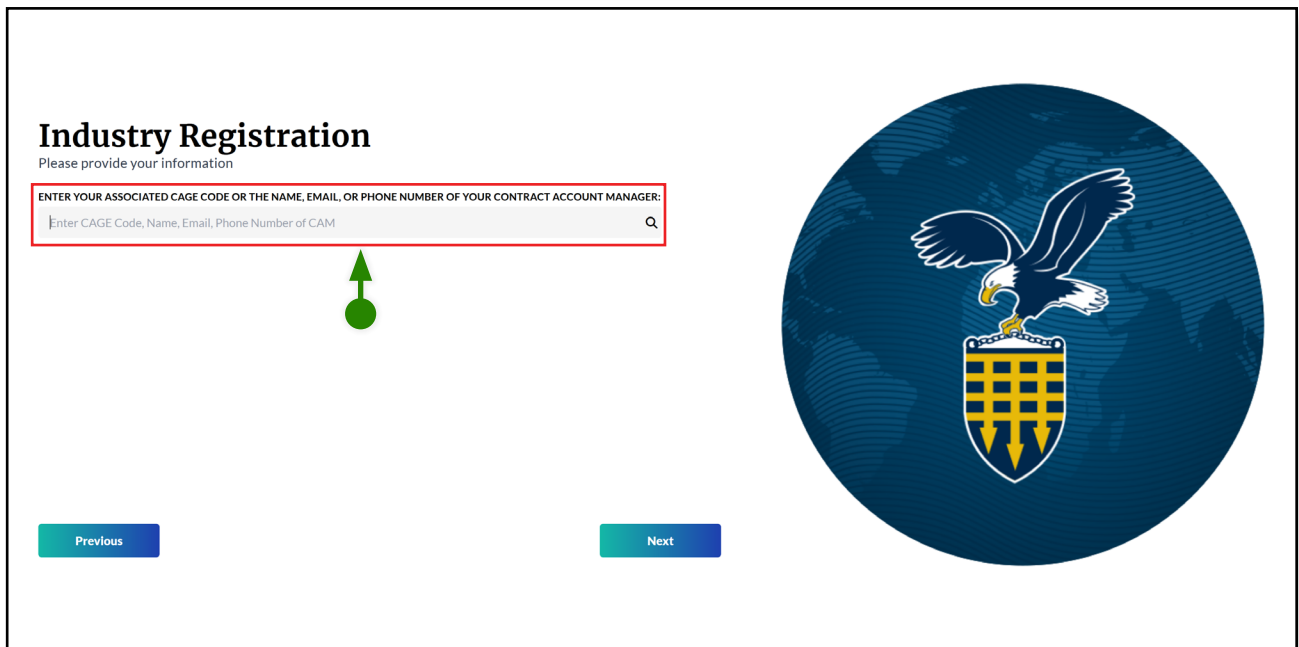 Industry Registration
Please provide your information
ENTER YOUR ASSOCIATED CAGE CODE OR THE NAME, EMAIL, OR PHONE NUMBER OF YOUR CONTRACT ACCOUNT MANAGER:
Enter CAGE Code, Name, Email, Phone Number of CAM
Previous
Next